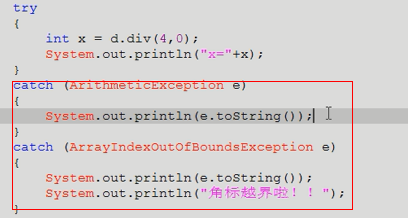 try
{
int x = d.div(4,0);
System.out.println("x="+x);
}
catch (ArithmeticException e)
{
System.out.println(e.toString());
}
catch (ArrayIndexOutOfBoundsException e)
{
System.out.println(e.toString());
System.out.println("角标越界啦！！");
}